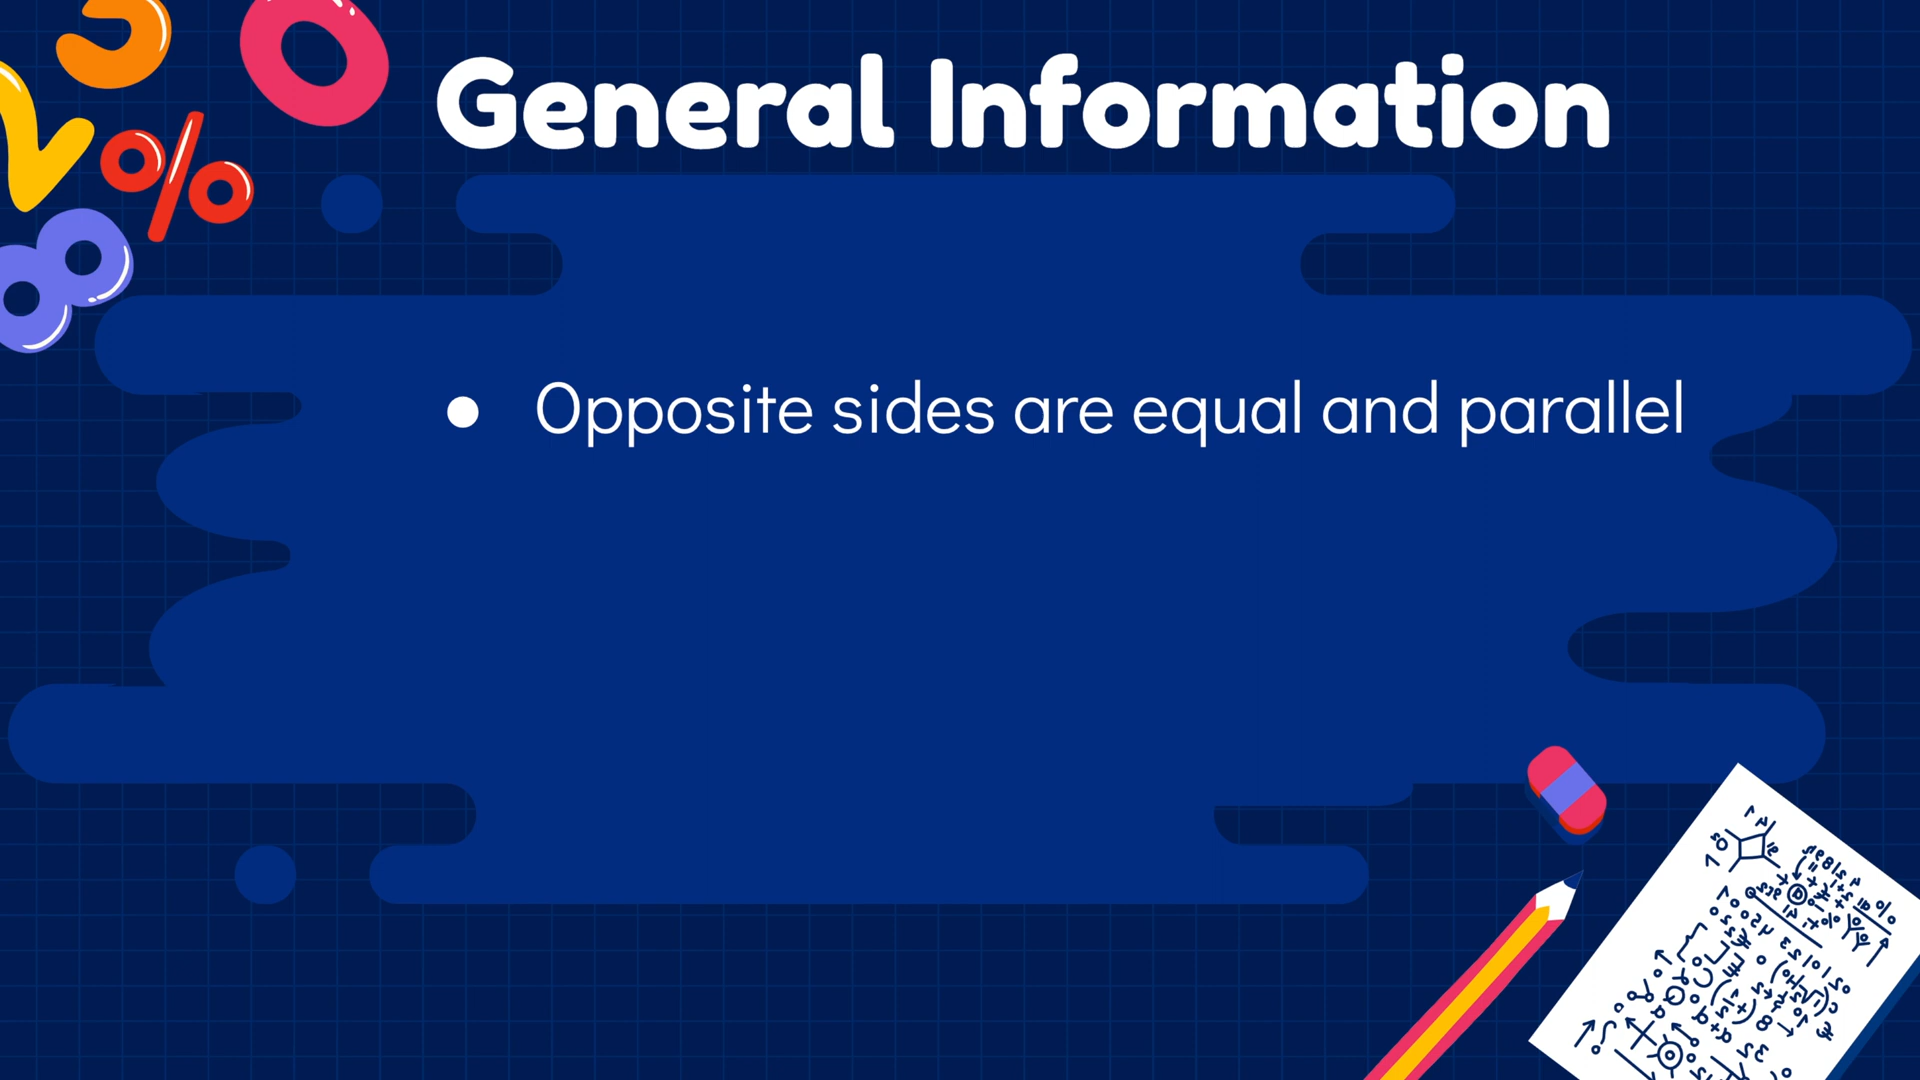 General Information
● Opposite sides are equal and parallel